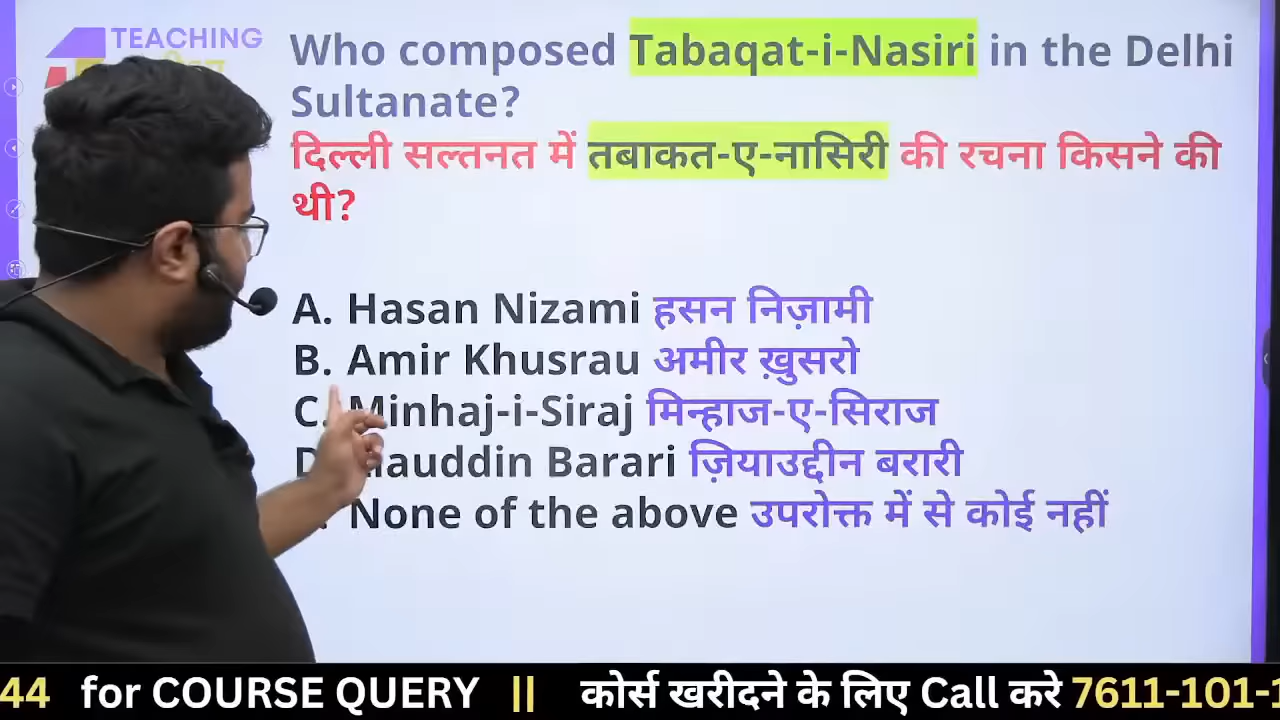 TEACHING
Who composed Tabaqat-i-Nasiri in the Delhi
Sultanate?
दिल्ली सल्तनत में तबाकत-ए-नासिरी की रचना किसने की
थी?
A. Hasan Nizami हसन निज़ामी
B. Amir Khusrau अमीर ख़ुसरो
C. Minhaj-i-Siraj मिन्हाज-ए-सिराज
Barari ज़ियाउद्दीन बरारी
None of the above उपरोक्त में से कोई नहीं
44 for COURSE QUERY || कोर्स खरीदने के लिए Call करे 7611-101-1